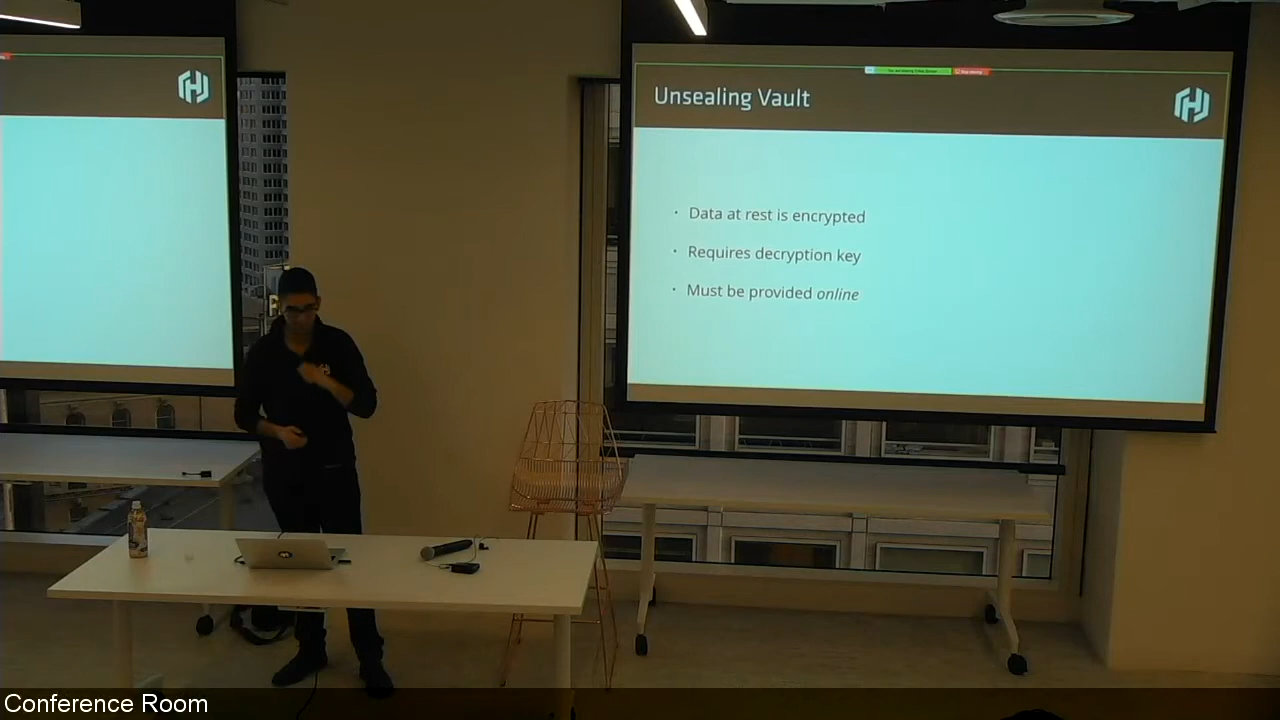 Unsealing Vault
· Data at rest is encrypted
· Requires decryption key
· Must be provided online
Conference Room